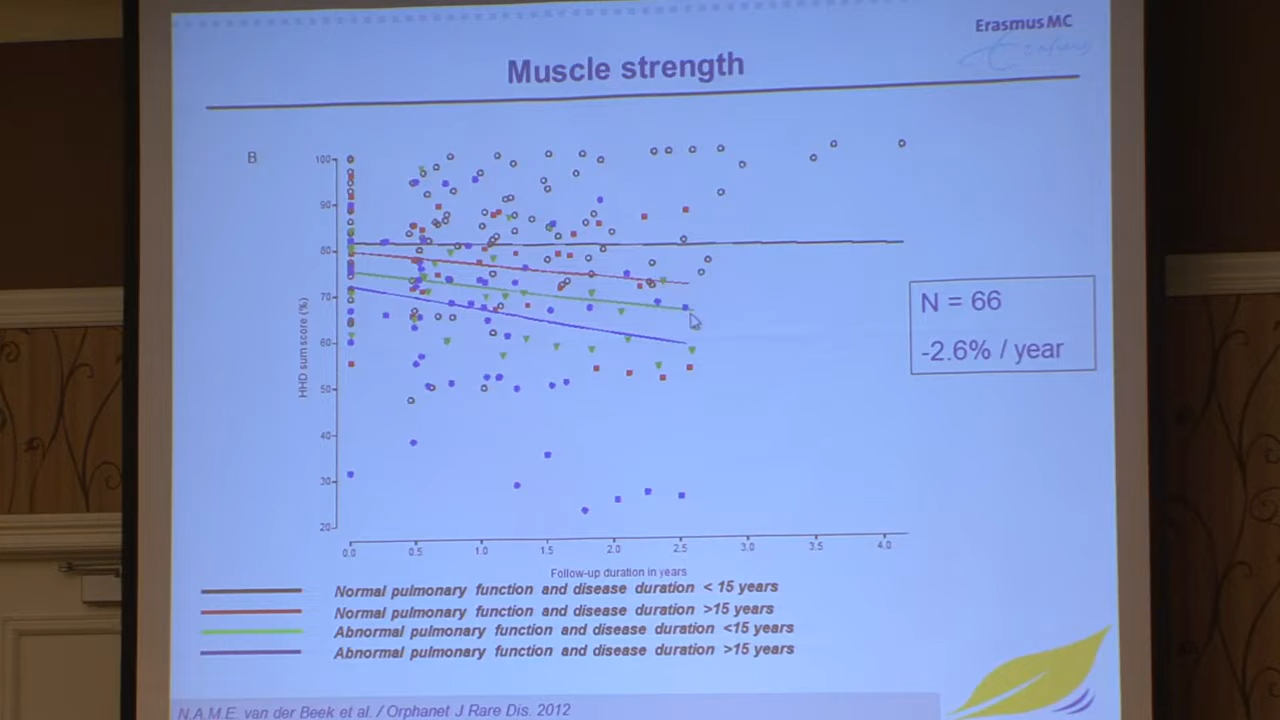 Erasmus MC
Muscle strength
B
100
90
80
70
60
50
40
30
20
HHD sum score (%)
0.0 0.5 1.0 1.5 2.0 2.5 3.0 3.5 4.0
Follow-up duration in years
N = 66
-2.6% / year
Normal pulmonary function and disease duration < 15 years
Normal pulmonary function and disease duration >15 years
Abnormal pulmonary function and disease duration <15 years
Abnormal pulmonary function and disease duration >15 years
N.A.M.E. van der Beek et al. / Orphanet J Rare Dis. 2012